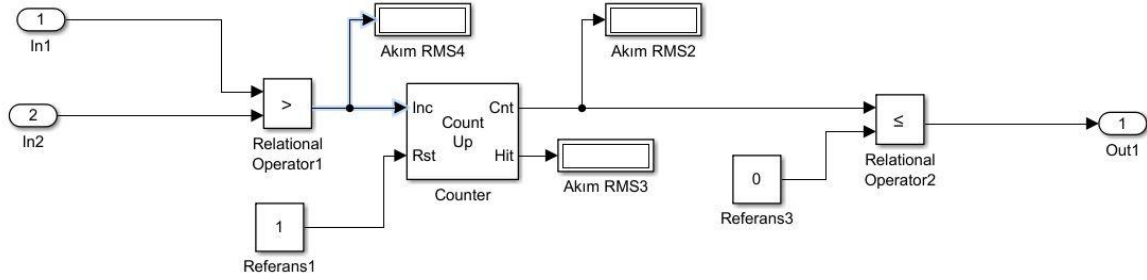 1
In1
2
In2
>
Relational
Operator1
Akım RMS4
Inc
Cnt
Count
Up
Rst
Hit
Counter
1
Referans1
Akım RMS2
Akım RMS3
0
Referans3
≤
Relational
Operator2
1
Out1